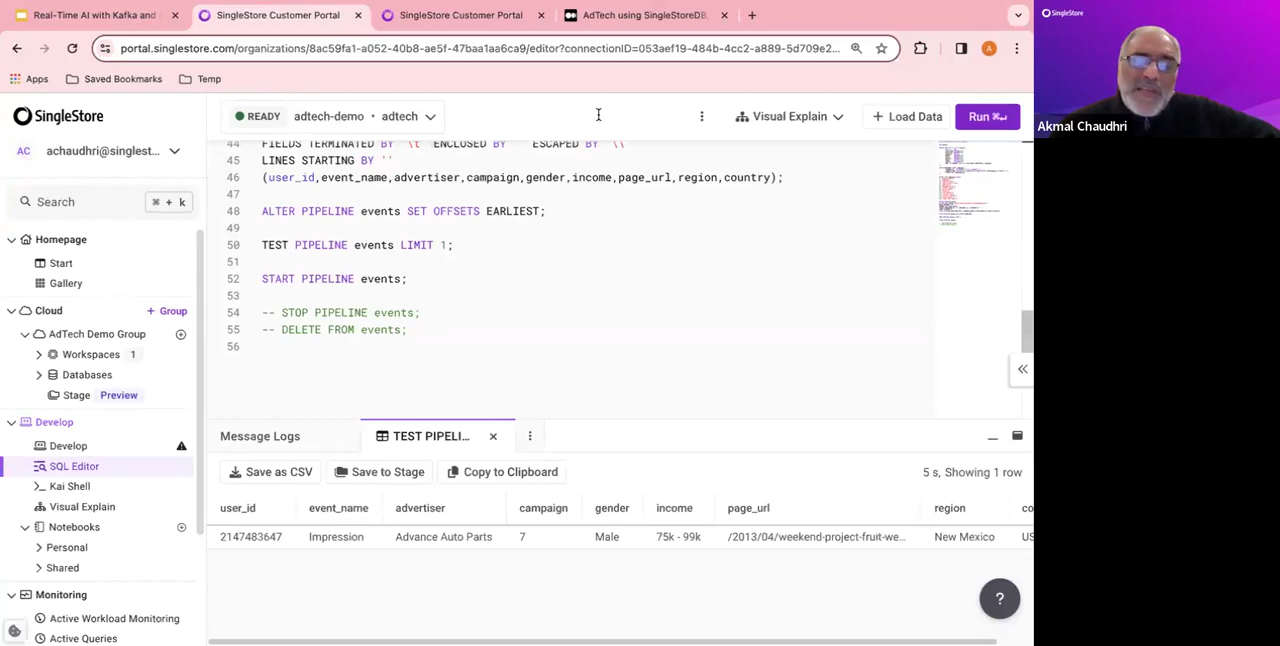 Real-Time AI with Kafka and
SingleStore Customer Portal
SingleStore Customer Portal
AdTech using SingleStoreDB,
portal.singlestore.com/organizations/8ac59fa1-a052-40b8-ae5f-47baa1aa6ca9/editor?connectionID=053aef19-484b-4cc2-a889-5d709e2...
A
Apps
Saved Bookmarks
Temp
SingleStore
AC
achaudhri@singlest...
Search
⌘ + k
Homepage
Start
Gallery
Cloud
+ Group
AdTech Demo Group
Workspaces 1
Databases
Stage Preview
Develop
Develop
SQL Editor
Kai Shell
Visual Explain
Notebooks
Personal
Shared
Monitoring
Active Workload Monitoring
Active Queries
READY adtech-demo • adtech
Visual Explain
+ Load Data
Run ⌘↵
44 FIELDS TERMINATED BY '\t' ENCLOSED BY '' ESCAPED BY '\\'
45 LINES STARTING BY ''
46 (user_id,event_name,advertiser,campaign,gender,income,page_url,region,country);
47
48 ALTER PIPELINE events SET OFFSETS EARLIEST;
49
50 TEST PIPELINE events LIMIT 1;
51
52 START PIPELINE events;
53
54 -- STOP PIPELINE events;
55 -- DELETE FROM events;
56
Message Logs
TEST PIPELI...
Save as CSV
Save to Stage
Copy to Clipboard
5 s, Showing 1 row
user_id event_name advertiser campaign gender income page_url region co
2147483647 Impression Advance Auto Parts 7 Male 75k - 99k /2013/04/weekend-project-fruit-we... New Mexico US
?
SingleStore
Akmal Chaudhri